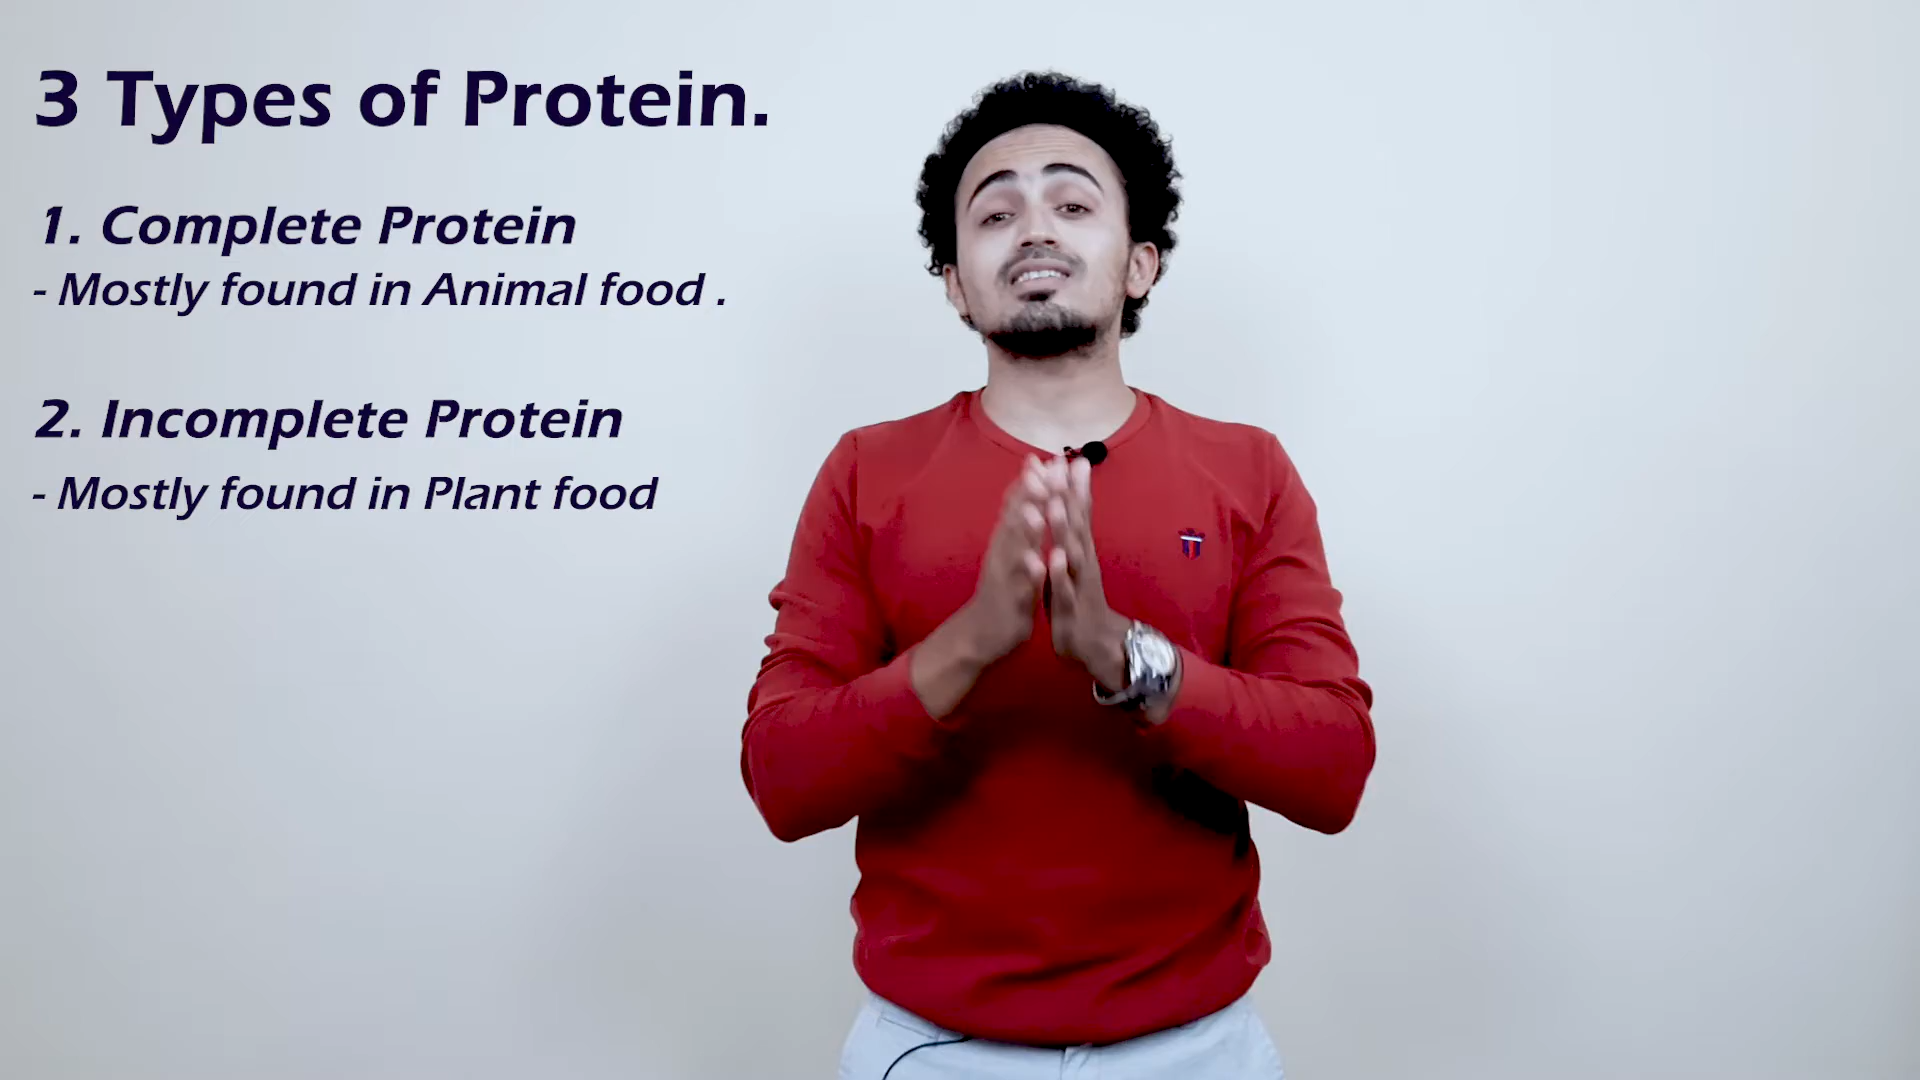 3 Types of Protein.
1. Complete Protein
- Mostly found in Animal food .
2. Incomplete Protein
- Mostly found in Plant food